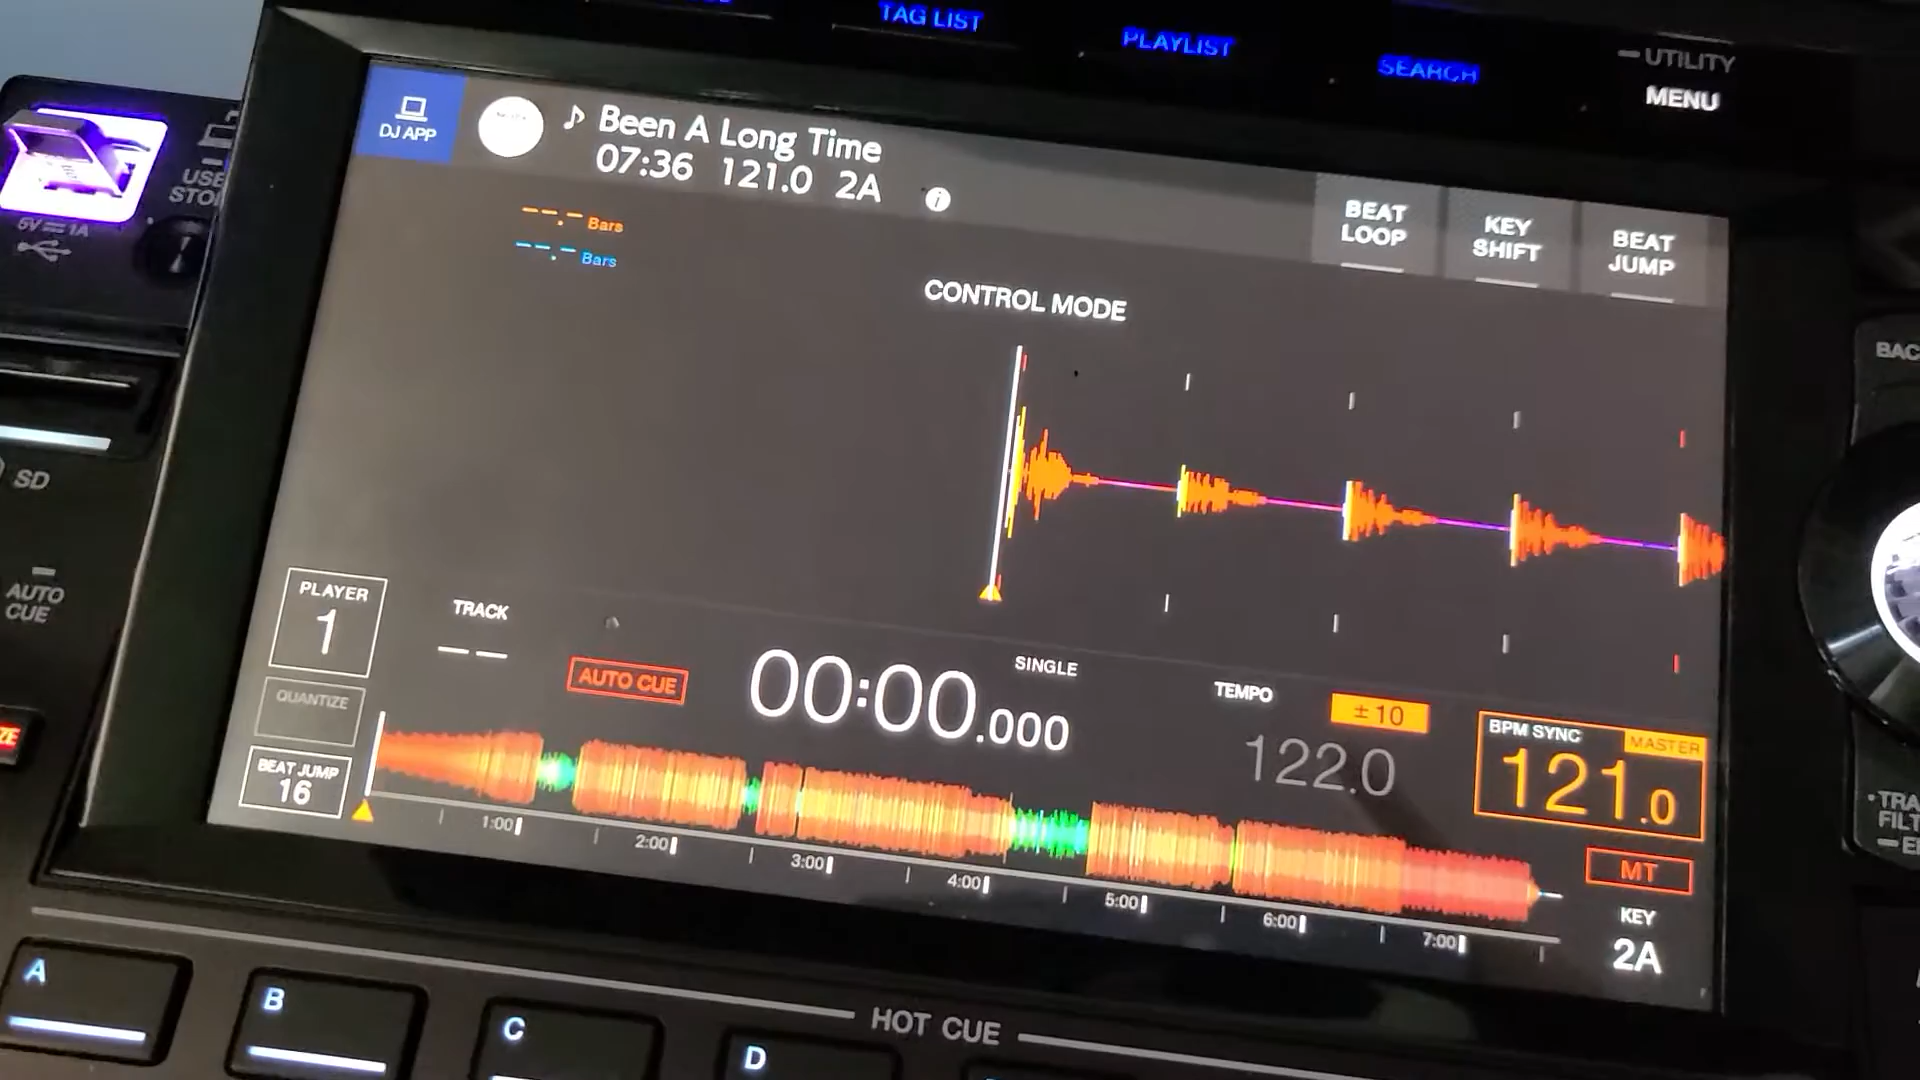 TAG LIST
PLAYLIST
SEARCH
UTILITY
MENU
DJ APP
Been A Long Time
07:36 121.0 2A
--.- Bars
--.- Bars
BEAT LOOP
KEY SHIFT
BEAT JUMP
CONTROL MODE
5V 1A
SD
AUTO CUE
PLAYER
1
TRACK
-- --
AUTO CUE
00:00.000
SINGLE
TEMPO
±10
122.0
BPM SYNC
MASTER
121.0
QUANTIZE
BEAT JUMP
16
1:00
2:00
3:00
4:00
5:00
6:00
7:00
MT
KEY
2A
A
B
C
D
HOT CUE